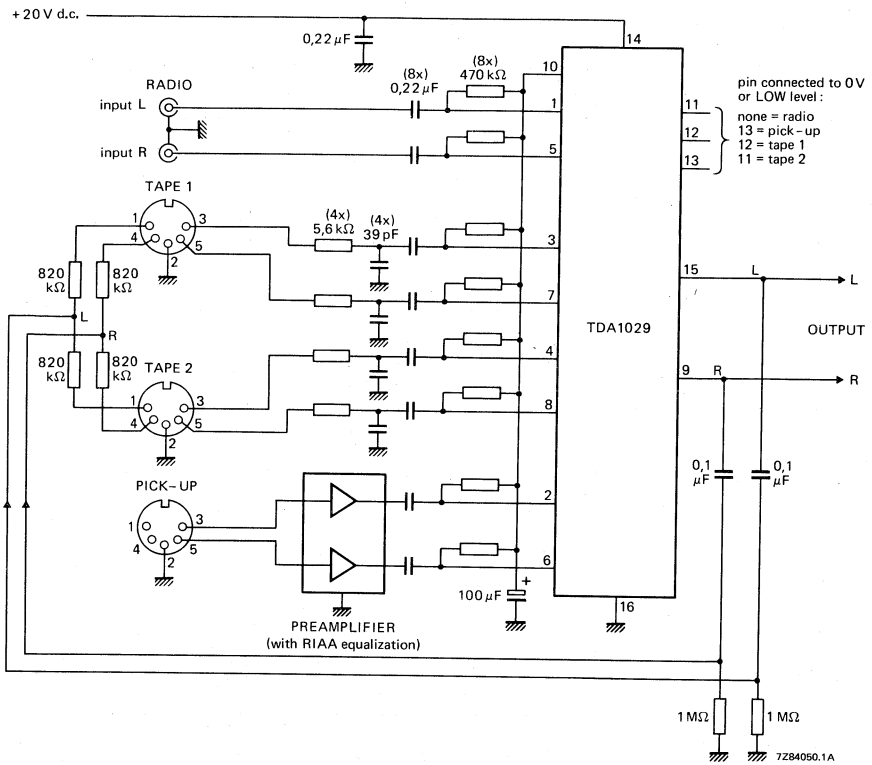 +20 V d.c.
0,22 µF
14
RADIO
input L
input R
(8x)
0,22 µF
(8x)
470 kΩ
10
1
5
11
12
13
pin connected to 0 V
or LOW level:
none = radio
13 = pick-up
12 = tape 1
11 = tape 2
TAPE 1
1
4
3
5
2
(4x)
5,6 kΩ
(4x)
39 pF
3
820
kΩ
820
kΩ
15
L
L
7
TDA1029
OUTPUT
L
R
820
kΩ
820
kΩ
TAPE 2
1
4
3
5
2
4
9
R
R
8
0,1
µF
0,1
µF
PICK-UP
1
4
3
5
2
2
6
100 µF
+
16
PREAMPLIFIER
(with RIAA equalization)
1 MΩ
1 MΩ
7Z84050.1A